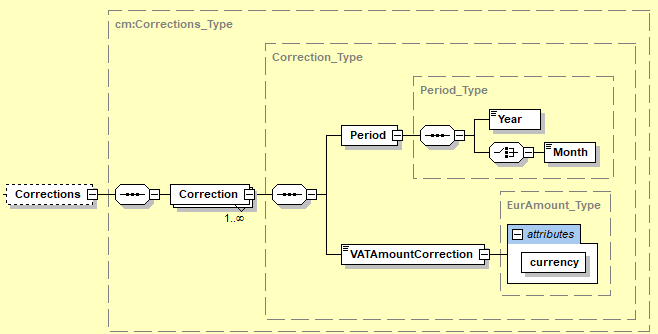 cm:Corrections_Type
Correction_Type
Period_Type
Year
Period
Month
Corrections
Correction
1..∞
EurAmount_Type
attributes
VATAmountCorrection
currency